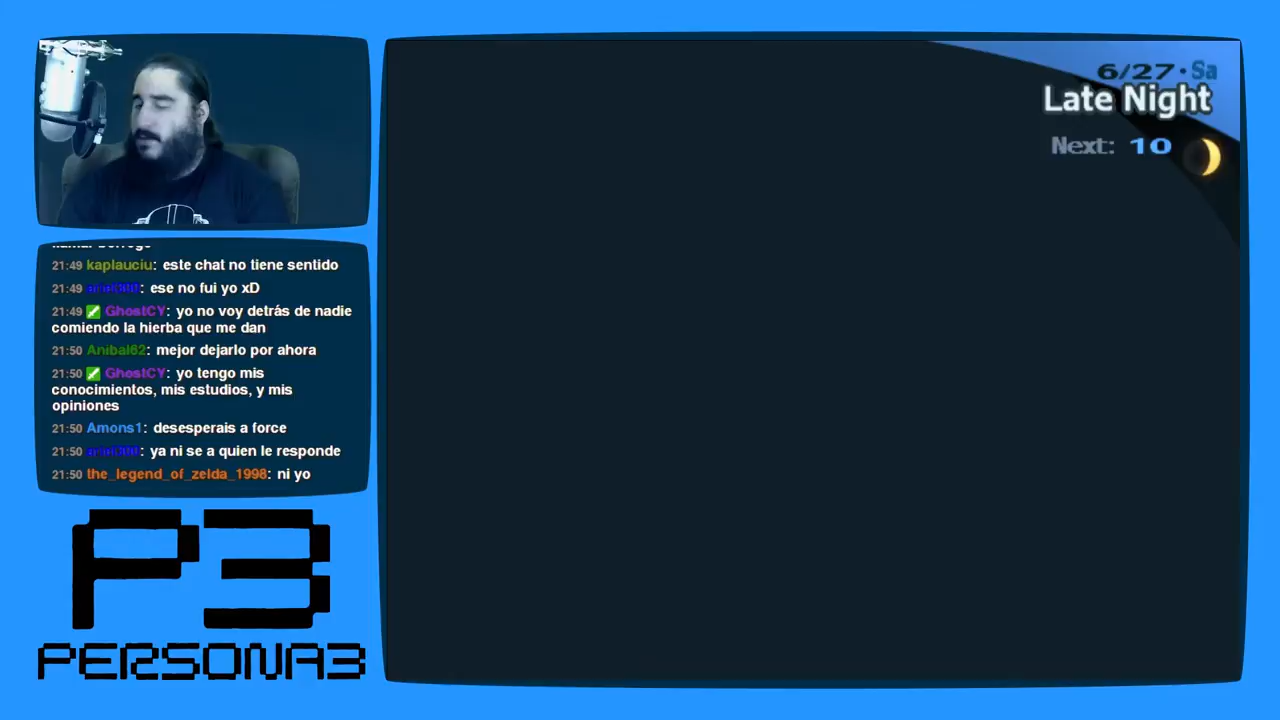 6/27·Sa
Late Night
Next: 10
21:49 kaplauciu: este chat no tiene sentido
21:49 : ese no fui yo xD
21:49 GhostCY: yo no voy detrás de nadie
comiendo la hierba que me dan
21:50 Anibal62: mejor dejarlo por ahora
21:50 GhostCY: yo tengo mis
conocimientos, mis estudios, y mis
opiniones
21:50 Amons1: desesperais a force
21:50 : ya ni se a quien le responde
21:50 the_legend_of_zelda_1998: ni yo
P3
PERSONA3